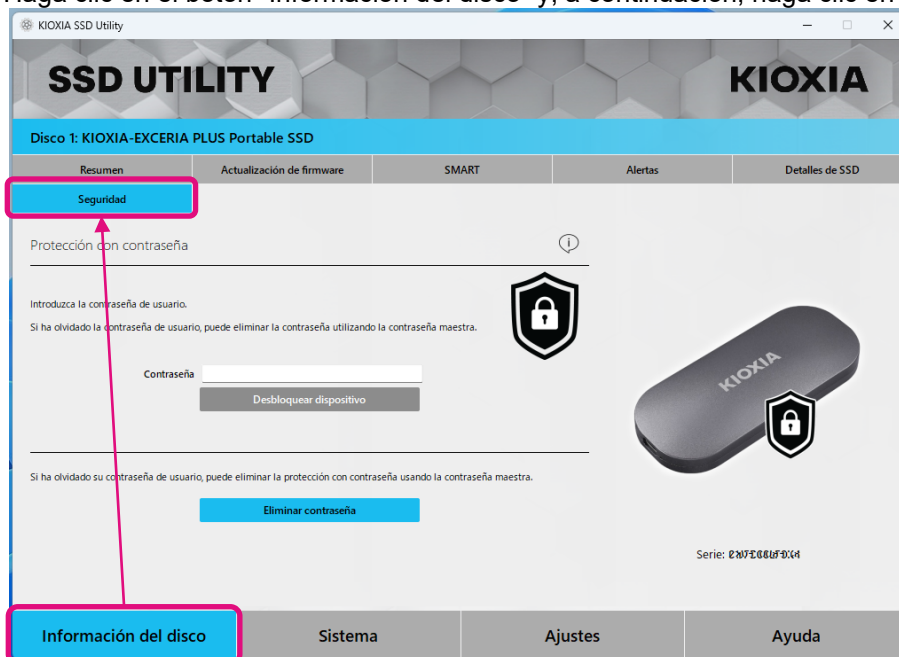 Haga clic en el botón "Información del disco" y, a continuación, haga clic en
KIOXIA SSD Utility
SSD UTILITY
KIOXIA
Disco 1: KIOXIA-EXCERIA PLUS Portable SSD
Resumen
Actualización de firmware
SMART
Alertas
Detalles de SSD
Seguridad
Protección con contraseña
Introduzca la contraseña de usuario.
Si ha olvidado la contraseña de usuario, puede eliminar la contraseña utilizando la contraseña maestra.
Contraseña
Desbloquear dispositivo
KIOXIA
Si ha olvidado su contraseña de usuario, puede eliminar la protección con contraseña usando la contraseña maestra.
Eliminar contraseña
Serie:
Información del disco
Sistema
Ajustes
Ayuda